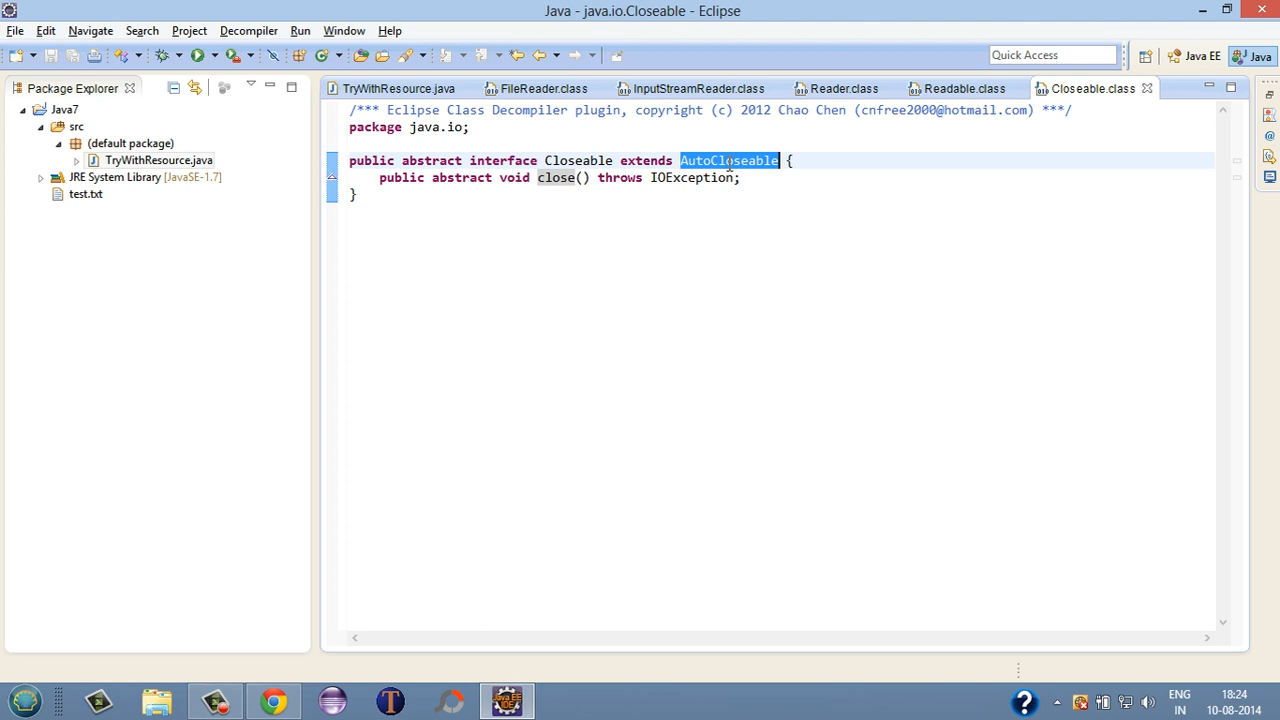 Java - java.io.Closeable - Eclipse
File Edit Navigate Search Project Decompiler Run Window Help
Quick Access
Java EE
Java
Package Explorer
TryWithResource.java
FileReader.class
InputStreamReader.class
Reader.class
Readable.class
Closeable.class
Java7
src
(default package)
TryWithResource.java
JRE System Library [JavaSE-1.7]
test.txt
/*** Eclipse Class Decompiler plugin, copyright (c) 2012 Chao Chen (cnfree2000@hotmail.com) ***/
package java.io;
public abstract interface Closeable extends AutoCloseable {
public abstract void close() throws IOException;
}
Java EE
IDE
ENG
IN
18:24
10-08-2014